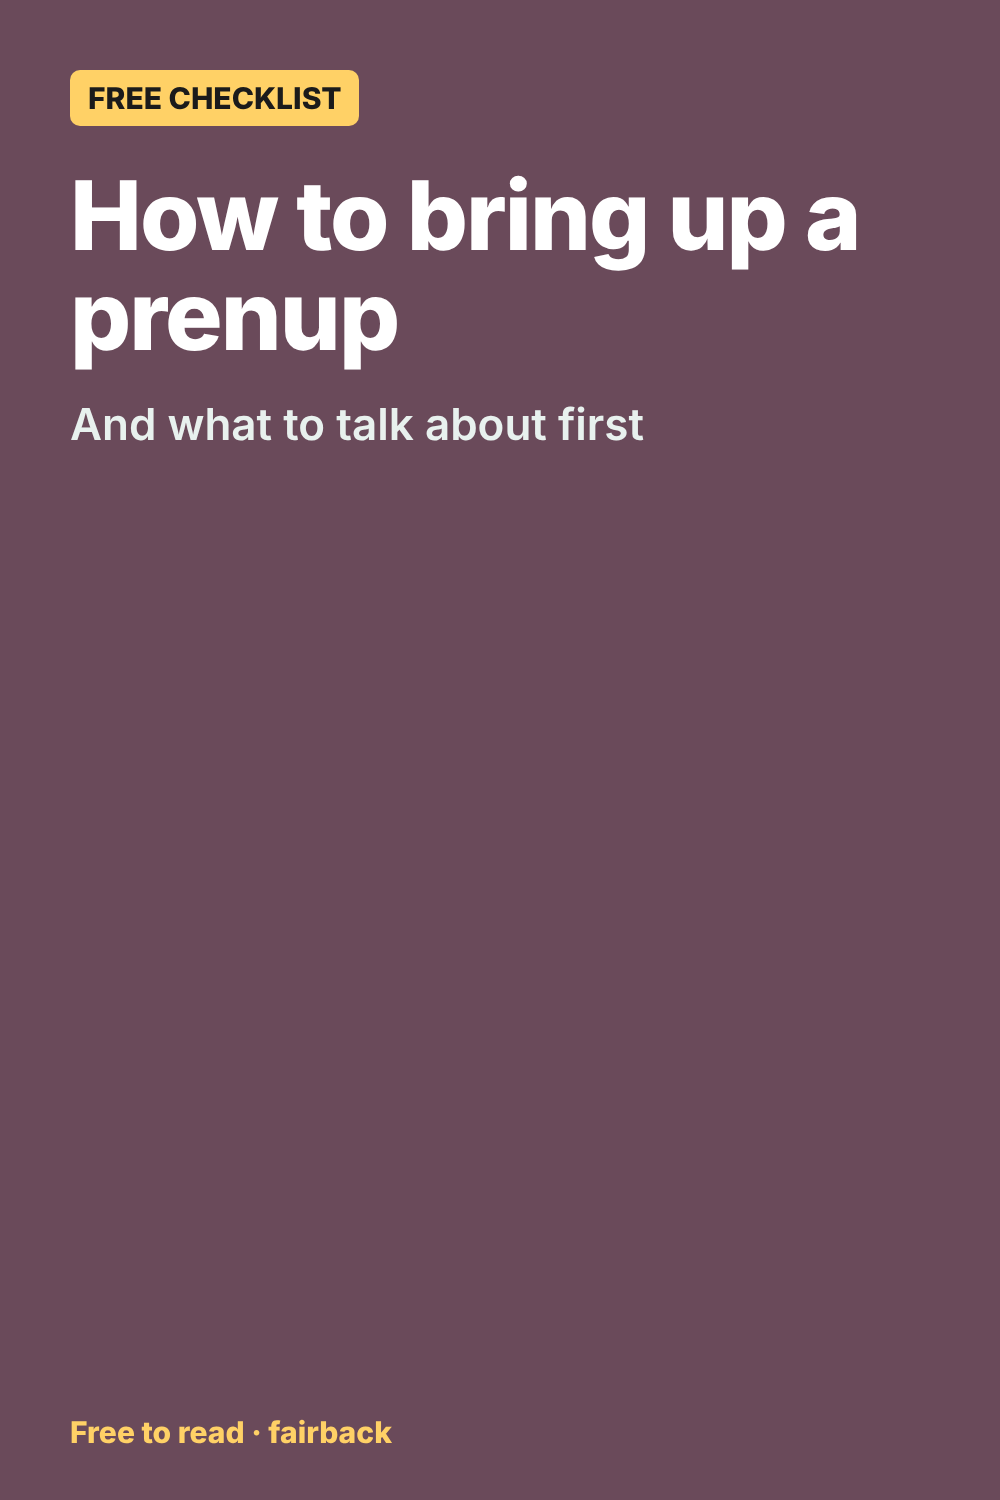 FREE CHECKLIST
How to bring up a
prenup
And what to talk about first
Free to read · fairback